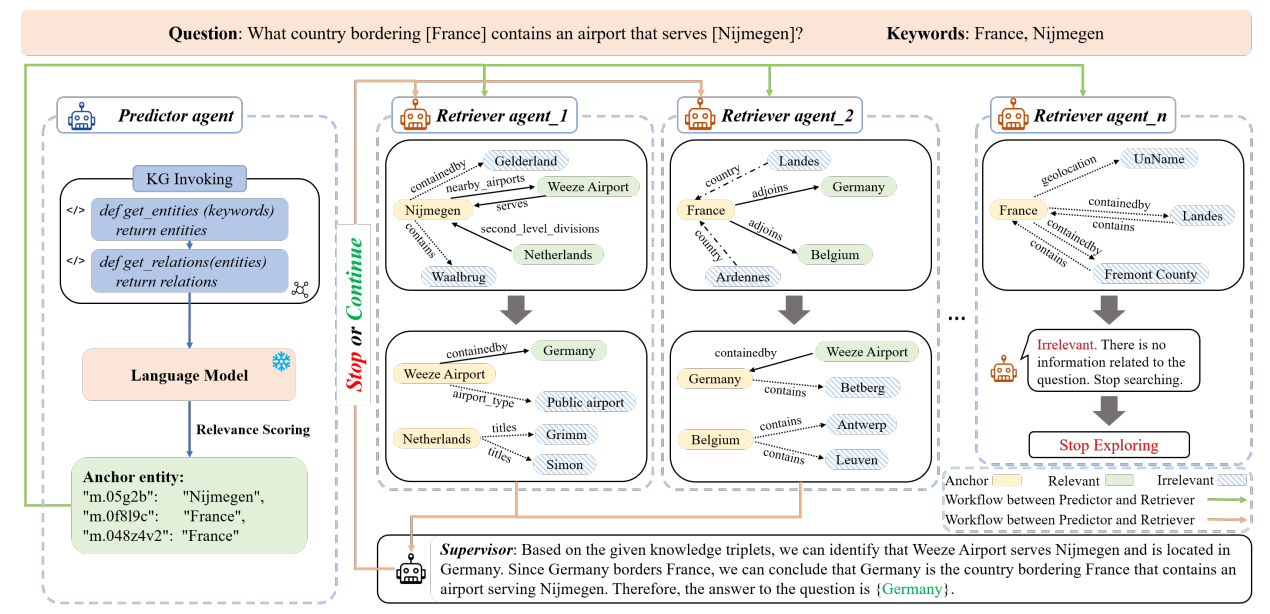 Question: What country bordering [France] contains an airport that serves [Nijmegen]? Keywords: France, Nijmegen
Predictor agent
KG Invoking
</> def get_entities (keywords)
return entities
</> def get_relations(entities)
return relations
Language Model
Relevance Scoring
Anchor entity:
"m.05g2b": "Nijmegen",
"m.0f8l9c": "France",
"m.048z4v2": "France"
Stop or Continue
Retriever agent_1
Gelderland
containedby
nearby_airports
Weeze Airport
serves
Nijmegen
second_level_divisions
contains
Netherlands
Waalbrug
containedby
Germany
Weeze Airport
airport_type
Public airport
Netherlands
titles
Grimm
titles
Simon
Retriever agent_2
Landes
country
adjoins
Germany
France
adjoins
country
Belgium
Ardennes
containedby
Weeze Airport
Germany
contains
Betberg
Belgium
contains
Antwerp
contains
Leuven
...
Retriever agent_n
UnName
geolocation
France
containedby
Landes
contains
containedby
contains
Fremont County
Irrelevant. There is no
information related to the
question. Stop searching.
Stop Exploring
Anchor Relevant Irrelevant
Workflow between Predictor and Retriever
Workflow between Predictor and Retriever
Supervisor: Based on the given knowledge triplets, we can identify that Weeze Airport serves Nijmegen and is located in
Germany. Since Germany borders France, we can conclude that Germany is the country bordering France that contains an
airport serving Nijmegen. Therefore, the answer to the question is {Germany}.